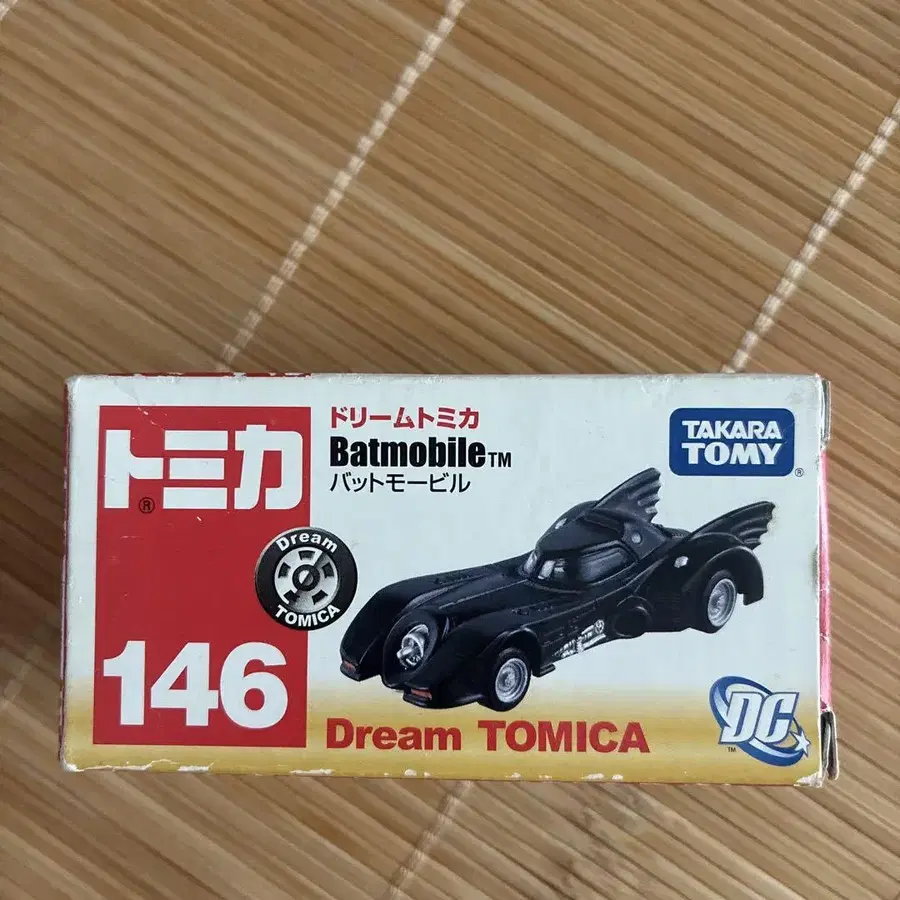 トミカ®
ドリームトミカ
Batmobile™
バットモービル
TAKARA
TOMY®
Dream
TOMICA
146
Dream TOMICA
DC™